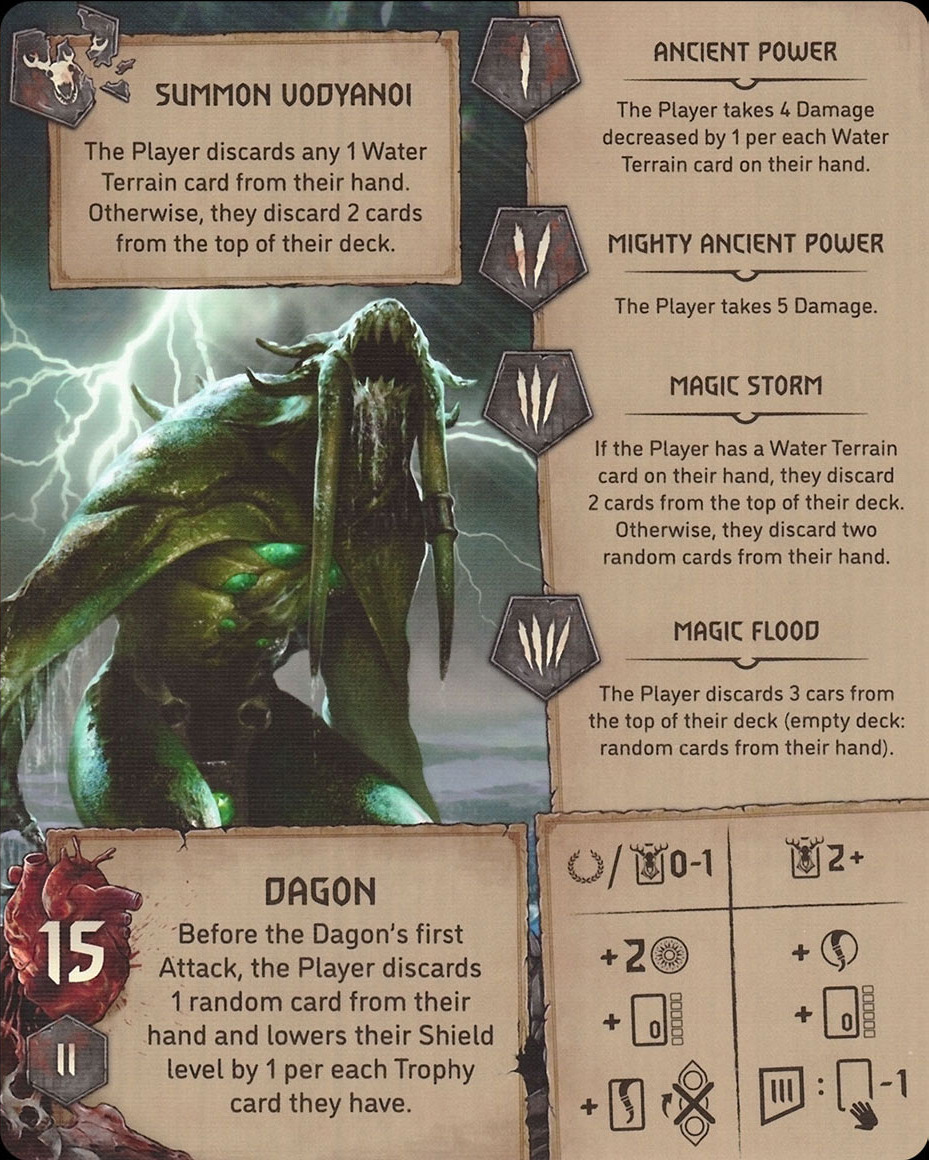 SUMMON VODYANOI
The Player discards any 1 Water
Terrain card from their hand.
Otherwise, they discard 2 cards
from the top of their deck.
ANCIENT POWER
The Player takes 4 Damage
decreased by 1 per each Water
Terrain card on their hand.
MIGHTY ANCIENT POWER
The Player takes 5 Damage.
MAGIC STORM
If the Player has a Water Terrain
card on their hand, they discard
2 cards from the top of their deck.
Otherwise, they discard two
random cards from their hand.
MAGIC FLOOD
The Player discards 3 cars from
the top of their deck (empty deck:
random cards from their hand).
15
II
DAGON
Before the Dagon's first
Attack, the Player discards
1 random card from their
hand and lowers their Shield
level by 1 per each Trophy
card they have.
/ 0-1
2+
+2
+
+ 0
+ 0
+
III : -1